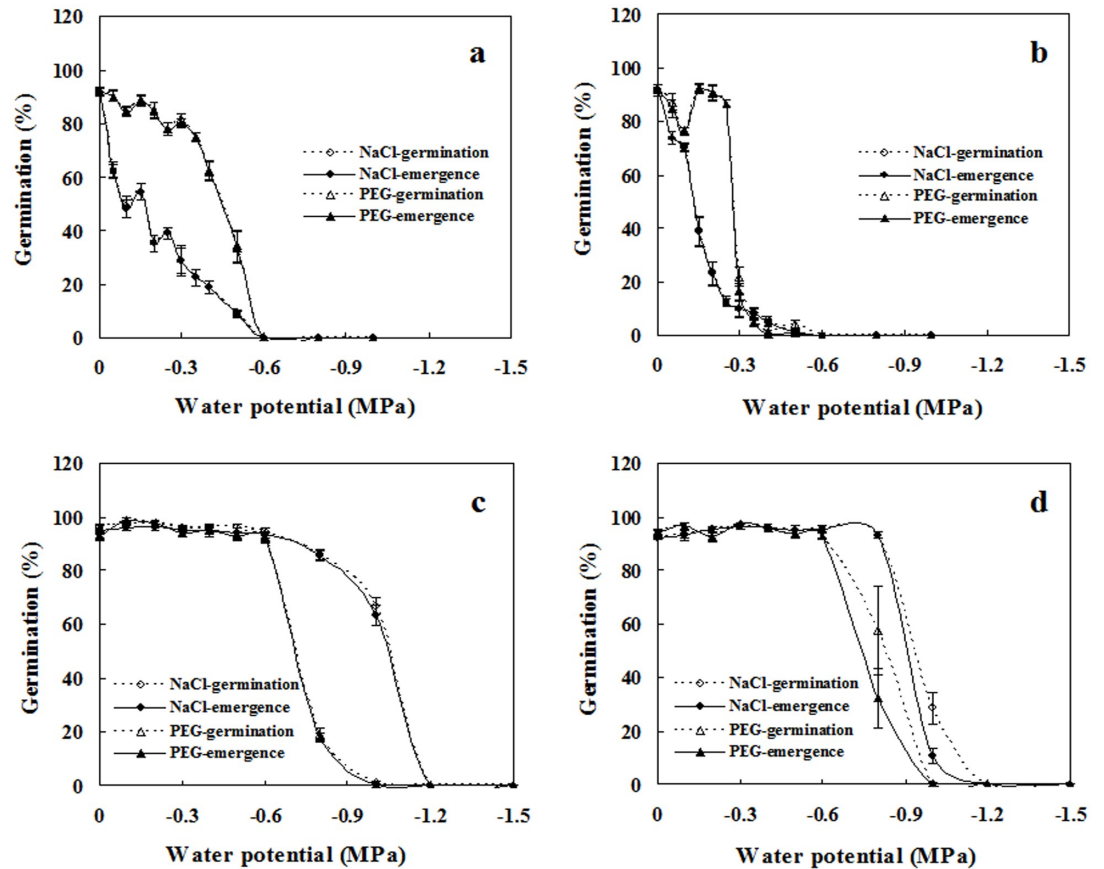 120
100
80
60
40
20
0
0
-0.3
-0.6
-0.9
-1.2
-1.5
Germination (%)
Water potential (MPa)
a
NaCl-germination
NaCl-emergence
PEG-germination
PEG-emergence
120
100
80
60
40
20
0
0
-0.3
-0.6
-0.9
-1.2
-1.5
Germination (%)
Water potential (MPa)
b
NaCl-germination
NaCl-emergence
PEG-germination
PEG-emergence
120
100
80
60
40
20
0
0
-0.3
-0.6
-0.9
-1.2
-1.5
Germination (%)
Water potential (MPa)
c
NaCl-germination
NaCl-emergence
PEG-germination
PEG-emergence
120
100
80
60
40
20
0
0
-0.3
-0.6
-0.9
-1.2
-1.5
Germination (%)
Water potential (MPa)
d
NaCl-germination
NaCl-emergence
PEG-germination
PEG-emergence